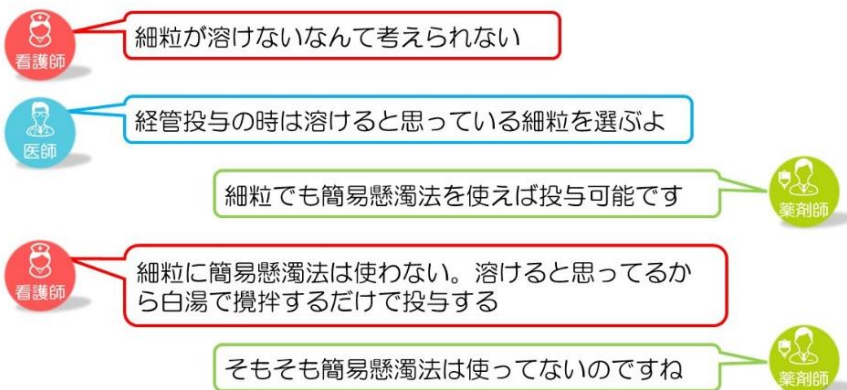 細粒が溶けないなんて考えられない
看護師
経管投与の時は溶けると思っている細粒を選ぶよ
医師
細粒でも簡易懸濁法を使えば投与可能です
薬剤師
細粒に簡易懸濁法は使わない。溶けると思ってるか
ら白湯で攪拌するだけで投与する
看護師
そもそも簡易懸濁法は使ってないのですね
薬剤師